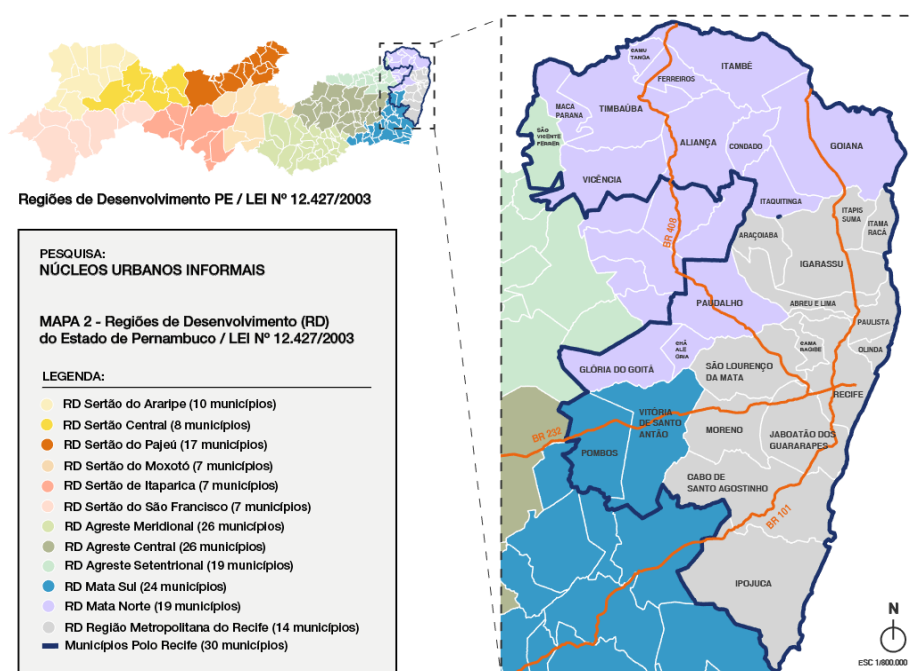 Regiões de Desenvolvimento PE / LEI Nº 12.427/2003
PESQUISA:
NÚCLEOS URBANOS INFORMAIS
MAPA 2 - Regiões de Desenvolvimento (RD)
do Estado de Pernambuco / LEI Nº 12.427/2003
LEGENDA:
RD Sertão do Araripe (10 municípios)
RD Sertão Central (8 municípios)
RD Sertão do Pajeú (17 municípios)
RD Sertão do Moxotó (7 municípios)
RD Sertão de Itaparica (7 municípios)
RD Sertão do São Francisco (7 municípios)
RD Agreste Meridional (26 municípios)
RD Agreste Central (26 municípios)
RD Agreste Setentrional (19 municípios)
RD Mata Sul (24 municípios)
RD Mata Norte (19 municípios)
RD Região Metropolitana do Recife (14 municípios)
Municípios Polo Recife (30 municípios)
CAMU
TANGA
ITAMBÉ
FERREIROS
MACA
PARANA
TIMBAÚBA
SÃO
VICENTE
FERRER
ALIANÇA
CONDADO
GOIANA
VICÊNCIA
ITAQUITINGA
ITAPIS
SUMA
ITAMA
RACÁ
BR 408
ARAÇOIABA
IGARASSU
PAUDALHO
ABREU E LIMA
PAULISTA
CHÃ
ALE
GRIA
CAMA
RAGIBE
OLINDA
GLÓRIA DO GOITÁ
SÃO LOURENÇO
DA MATA
RECIFE
VITÓRIA
DE SANTO
ANTÃO
BR 232
MORENO
JABOATÃO DOS
GUARARAPES
POMBOS
CABO DE
SANTO AGOSTINHO
BR 101
IPOJUCA
N
ESC 1/600.000